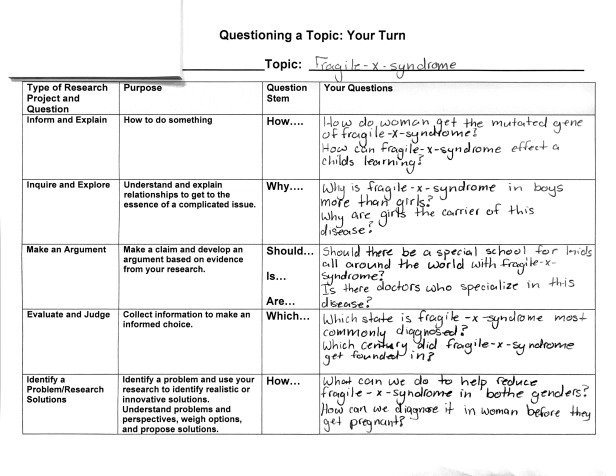 Questioning a Topic: Your Turn
Topic: Fragile-x-syndrome
Type of Research Project and Question
Purpose
Question Stem
Your Questions
Inform and Explain
How to do something
How....
How do woman get the mutated gene
of fragile-x-syndrome?
How can fragile-x-syndrome effect a
childs learning?
Inquire and Explore
Understand and explain
relationships to get to the
essence of a complicated issue.
Why...
Why is fragile-x-syndrome in boys
more than girls?
Why are girls the carrier of this
disease?
Make an Argument
Make a claim and develop an
argument based on evidence
from your research.
Should...
Is...
Are...
Should there be a special school for kids
all around the world with fragile-x-
syndrome?
Is there doctors who specialize in this
disease?
Evaluate and Judge
Collect information to make an
informed choice.
Which...
Which state is fragile-x-syndrome most
commonly diagnosed?
Which century did fragile-x-syndrome
get founded in?
Identify a
Problem/Research
Solutions
Identify a problem and use your
research to identify realistic or
innovative solutions.
Understand problems and
perspectives, weigh options,
and propose solutions.
How...
What can we do to help reduce
fragile-x-syndrome in bothe genders?
How can we diagnose it in woman before they
get pregnant?